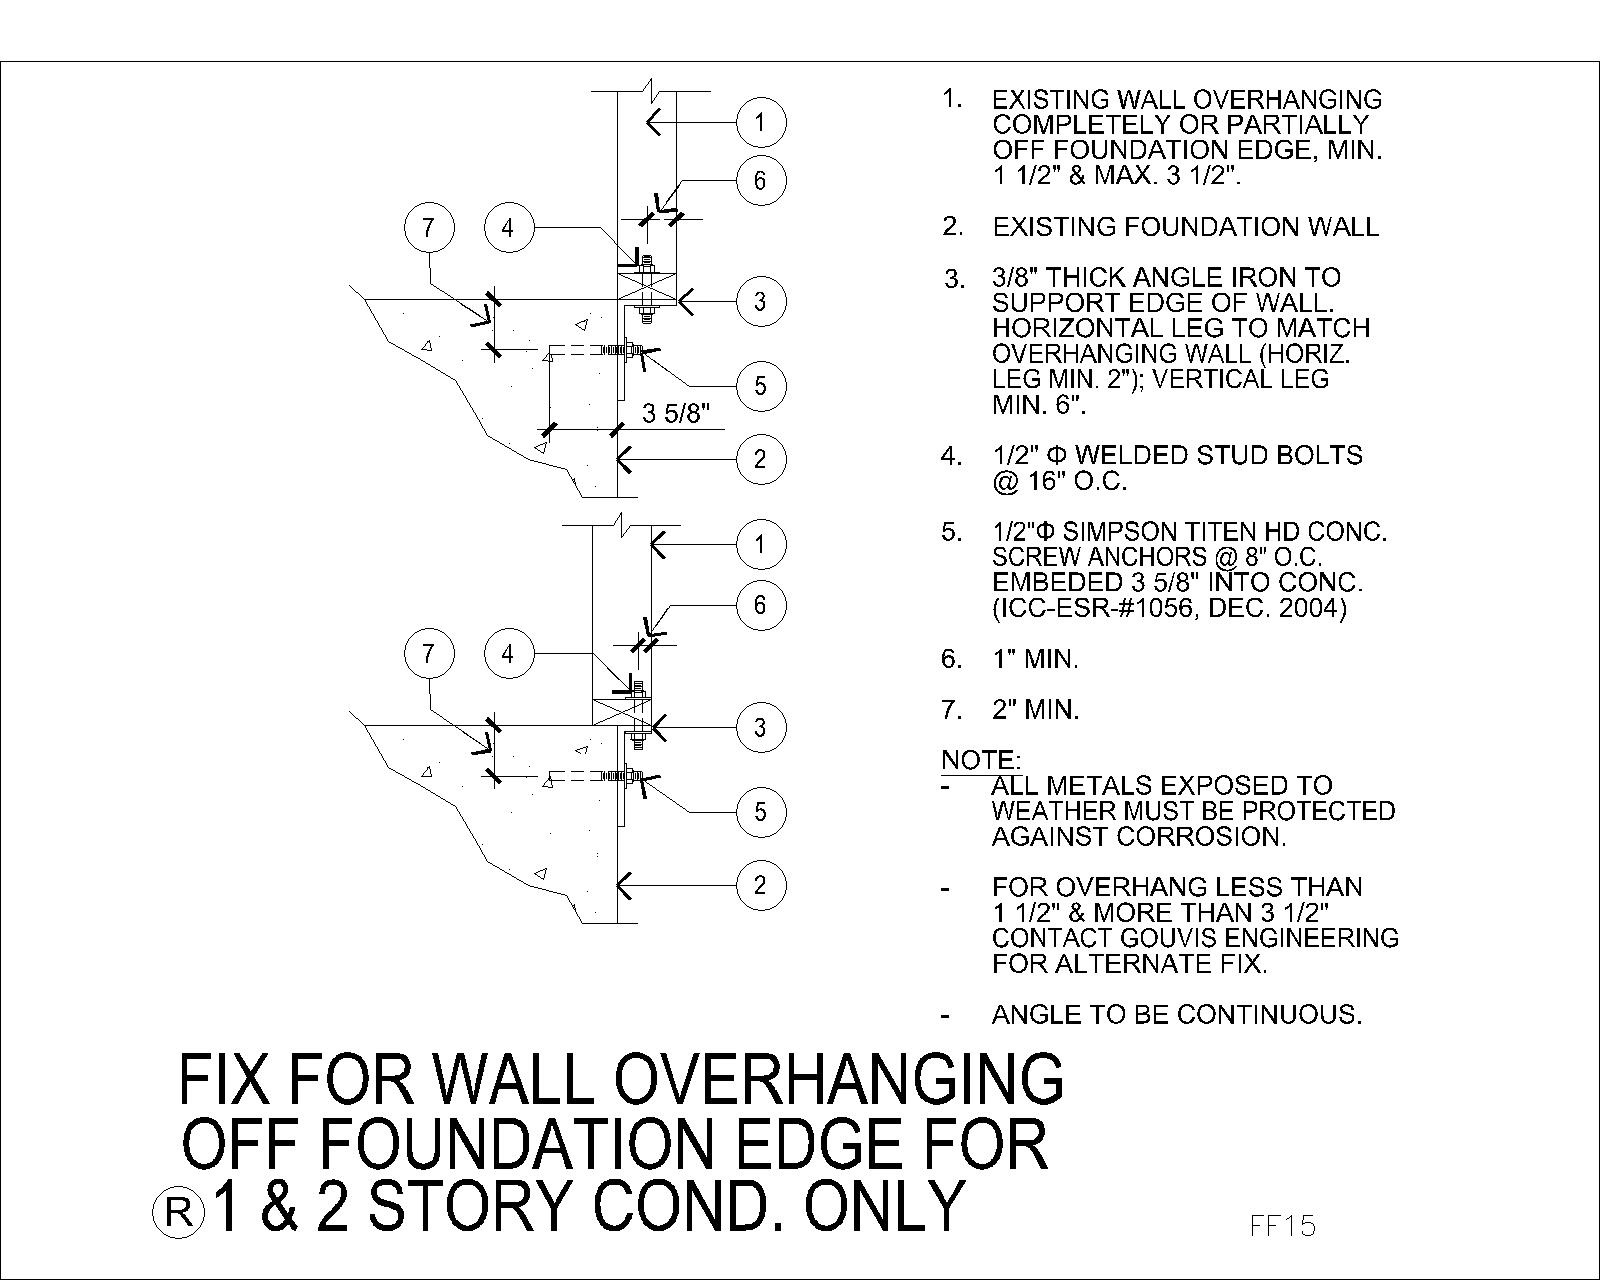 1
6
7 4
3
5
3 5/8"
2
1
6
7 4
3
5
2
1. EXISTING WALL OVERHANGING
COMPLETELY OR PARTIALLY
OFF FOUNDATION EDGE, MIN.
1 1/2" & MAX. 3 1/2".
2. EXISTING FOUNDATION WALL
3. 3/8" THICK ANGLE IRON TO
SUPPORT EDGE OF WALL.
HORIZONTAL LEG TO MATCH
OVERHANGING WALL (HORIZ.
LEG MIN. 2"); VERTICAL LEG
MIN. 6".
4. 1/2" Φ WELDED STUD BOLTS
@ 16" O.C.
5. 1/2"Φ SIMPSON TITEN HD CONC.
SCREW ANCHORS @ 8" O.C.
EMBEDED 3 5/8" INTO CONC.
(ICC-ESR-#1056, DEC. 2004)
6. 1" MIN.
7. 2" MIN.
NOTE:
- ALL METALS EXPOSED TO
WEATHER MUST BE PROTECTED
AGAINST CORROSION.
- FOR OVERHANG LESS THAN
1 1/2" & MORE THAN 3 1/2"
CONTACT GOUVIS ENGINEERING
FOR ALTERNATE FIX.
- ANGLE TO BE CONTINUOUS.
FIX FOR WALL OVERHANGING
OFF FOUNDATION EDGE FOR
R 1 & 2 STORY COND. ONLY
FF15